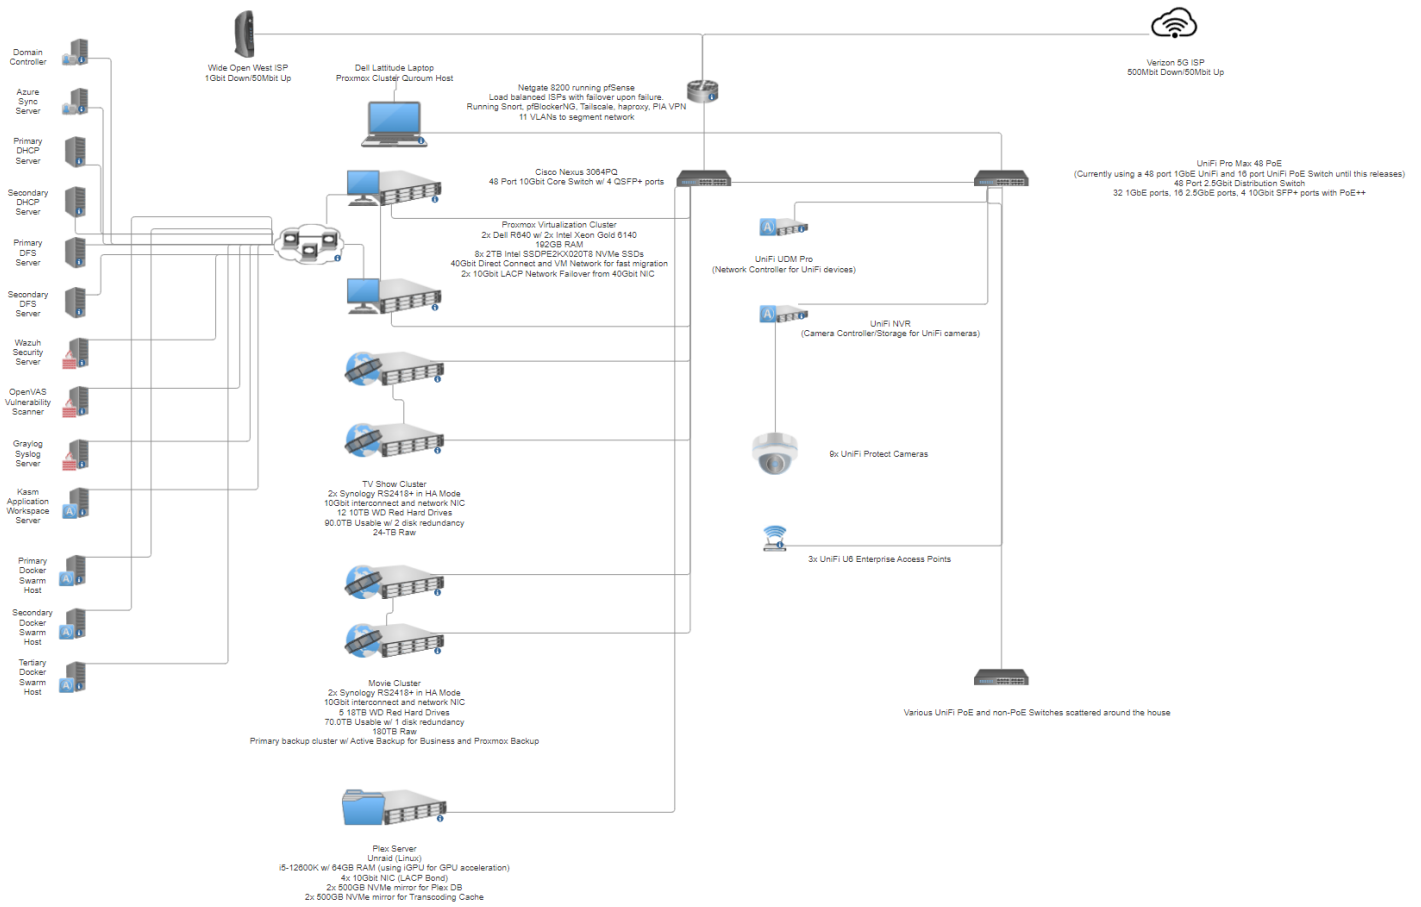 Domain
Controller
Azure
Sync
Server
Primary
DHCP
Server
Secondary
DHCP
Server
Primary
DFS
Server
Secondary
DFS
Server
Wazuh
Security
Server
OpenVAS
Vulnerability
Scanner
Graylog
Syslog
Server
Kasm
Application
Workspace
Server
Primary
Docker
Swarm
Host
Secondary
Docker
Swarm
Host
Tertiary
Docker
Swarm
Host
Wide Open West ISP
1Gbit Down/50Mbit Up
Dell Lattitude Laptop
Proxmox Cluster Quroum Host
Netgate 8200 running pfSense
Load balanced ISPs with failover upon failure.
Running Snort, pfBlockerNG, Tailscale, haproxy, PIA VPN
11 VLANs to segment network
Verizon 5G ISP
500Mbit Down/50Mbit Up
Cisco Nexus 3064PQ
48 Port 10Gbit Core Switch w/ 4 QSFP+ ports
UniFi Pro Max 48 PoE
(Currently using a 48 port 1GbE UniFi and 16 port UniFi PoE Switch until this releases)
48 Port 2.5Gbit Distribution Switch
32 1GbE ports, 16 2.5GbE ports, 4 10Gbit SFP+ ports with PoE++
Proxmox Virtualization Cluster
2x Dell R640 w/ 2x Intel Xeon Gold 6140
192GB RAM
8x 2TB Intel SSDPE2KX020T8 NVMe SSDs
40Gbit Direct Connect and VM Network for fast migration
2x 10Gbit LACP Network Failover from 40Gbit NIC
UniFi UDM Pro
(Network Controller for UniFi devices)
UniFi NVR
(Camera Controller/Storage for UniFi cameras)
9x UniFi Protect Cameras
3x UniFi U6 Enterprise Access Points
Various UniFi PoE and non-PoE Switches scattered around the house
TV Show Cluster
2x Synology RS2418+ in HA Mode
10Gbit interconnect and network NIC
12 10TB WD Red Hard Drives
90.0TB Usable w/ 2 disk redundancy
24-TB Raw
Movie Cluster
2x Synology RS2418+ in HA Mode
10Gbit interconnect and network NIC
5 18TB WD Red Hard Drives
70.0TB Usable w/ 1 disk redundancy
180TB Raw
Primary backup cluster w/ Active Backup for Business and Proxmox Backup
Plex Server
Unraid (Linux)
i5-12600K w/ 64GB RAM (using iGPU for GPU acceleration)
4x 10Gbit NIC (LACP Bond)
2x 500GB NVMe mirror for Plex DB
2x 500GB NVMe mirror for Transcoding Cache